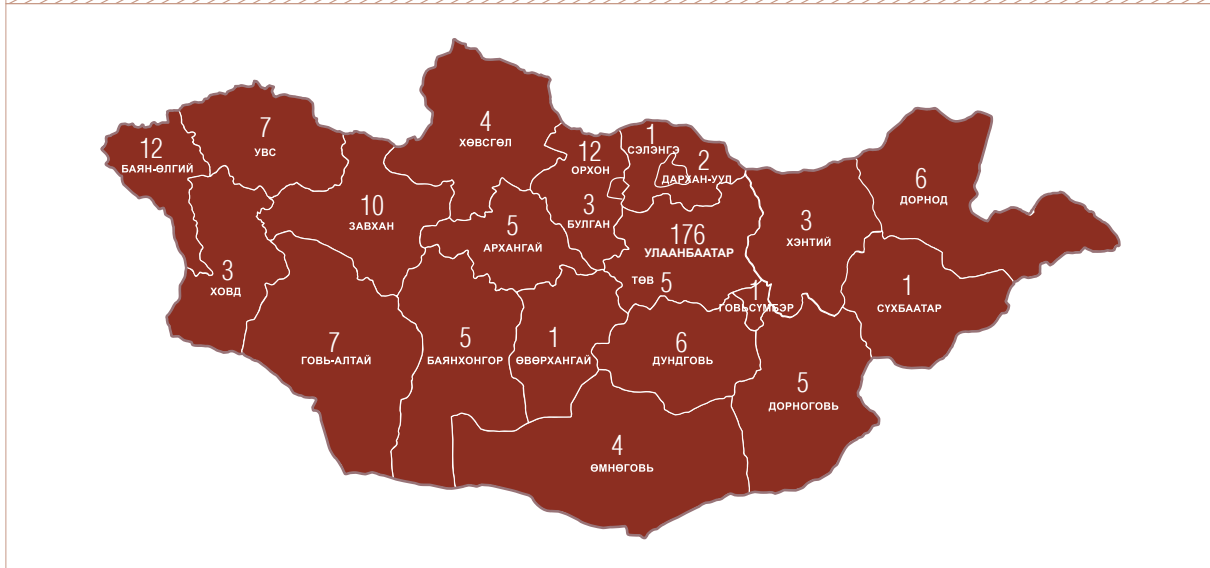 4
ХӨВСГӨЛ
7
УВС
12
БАЯН-ӨЛГИЙ
12
ОРХОН
1
СЭЛЭНГЭ
2
ДАРХАН-УУЛ
6
ДОРНОД
10
ЗАВХАН
5
АРХАНГАЙ
3
БУЛГАН
176
УЛААНБААТАР
3
ХЭНТИЙ
3
ХОВД
ТӨВ 5
1
ГОВЬСҮМБЭР
1
СҮХБААТАР
7
ГОВЬ-АЛТАЙ
5
БАЯНХОНГОР
1
ӨВӨРХАНГАЙ
6
ДУНДГОВЬ
5
ДОРНОГОВЬ
4
ӨМНӨГОВЬ